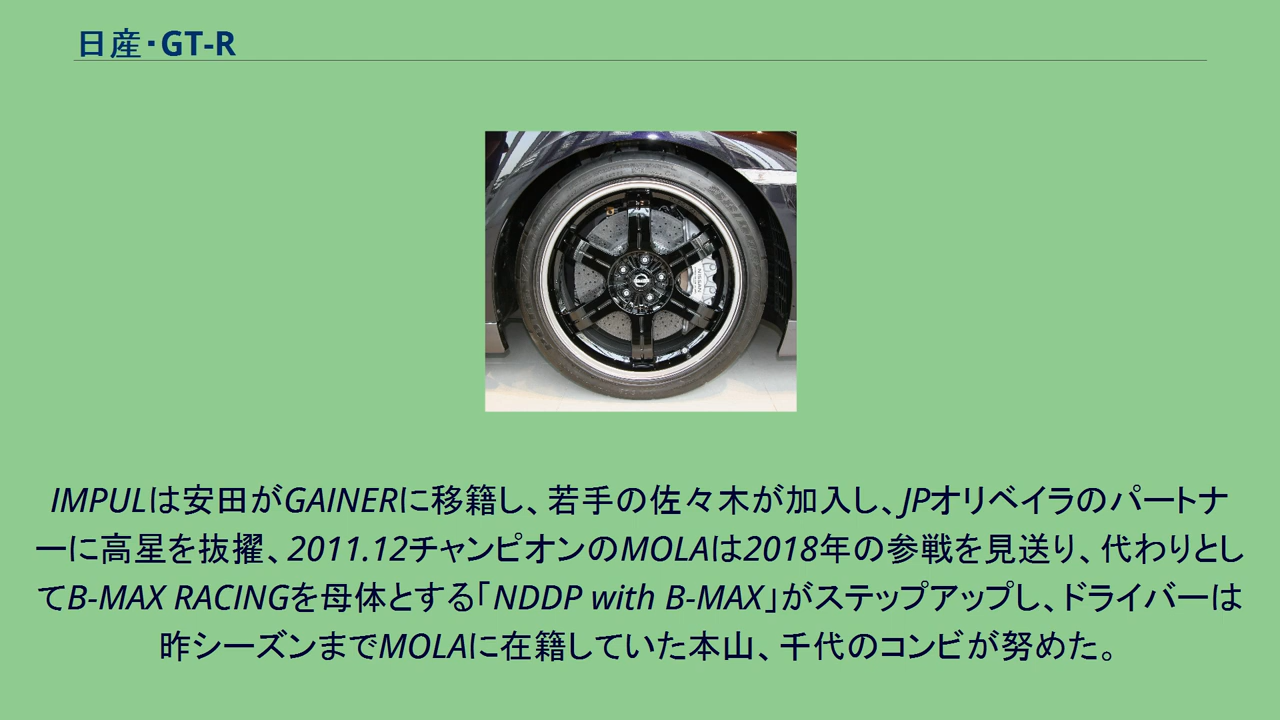 日産・GT-R
IMPULは安田がGAINERに移籍し、若手の佐々木が加入し、JPオリベイラのパートナ
ーに高星を抜擢、2011.12チャンピオンのMOLAは2018年の参戦を見送り、代わりとし
てB-MAX RACINGを母体とする「NDDP with B-MAX」がステップアップし、ドライバーは
昨シーズンまでMOLAに在籍していた本山、千代のコンビが努めた。